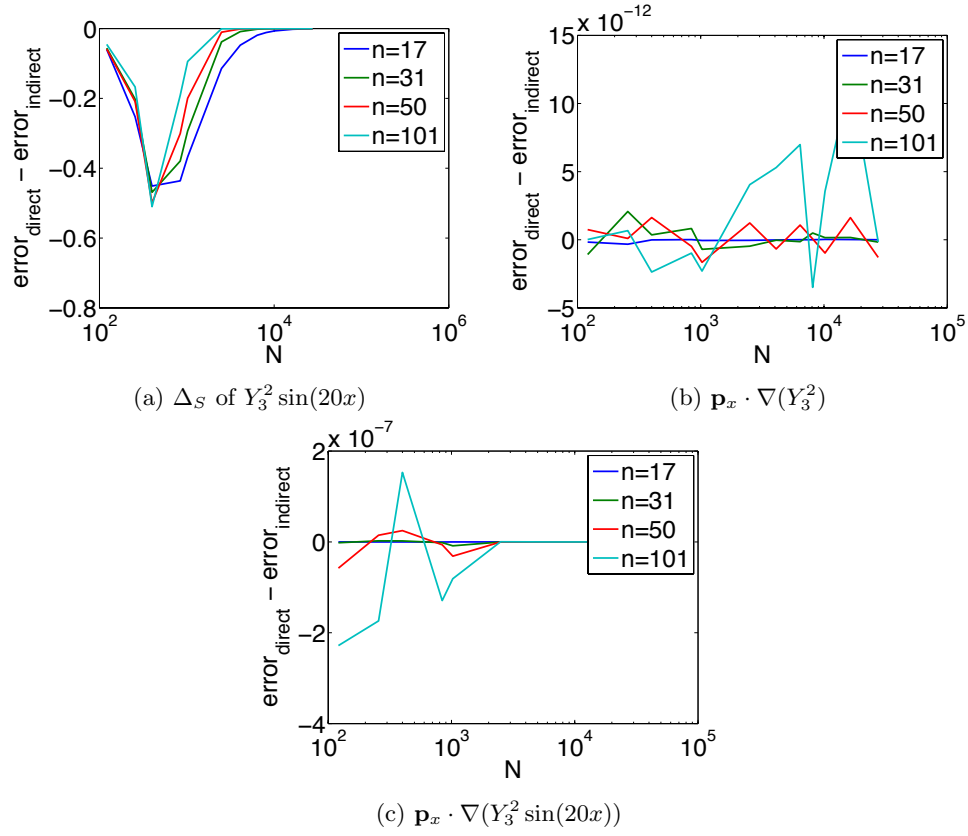 error_direct − error_indirect
0
−0.2
−0.4
−0.6
−0.8
10^2
10^4
10^6
N
n=17
n=31
n=50
n=101
(a) Δ_S of Y_3^2 sin(20x)
x 10^−12
error_direct − error_indirect
15
10
5
0
−5
10^2
10^3
10^4
10^5
N
n=17
n=31
n=50
n=101
(b) p_x · ∇(Y_3^2)
x 10^−7
error_direct − error_indirect
2
0
−2
−4
10^2
10^3
10^4
10^5
N
n=17
n=31
n=50
n=101
(c) p_x · ∇(Y_3^2 sin(20x))